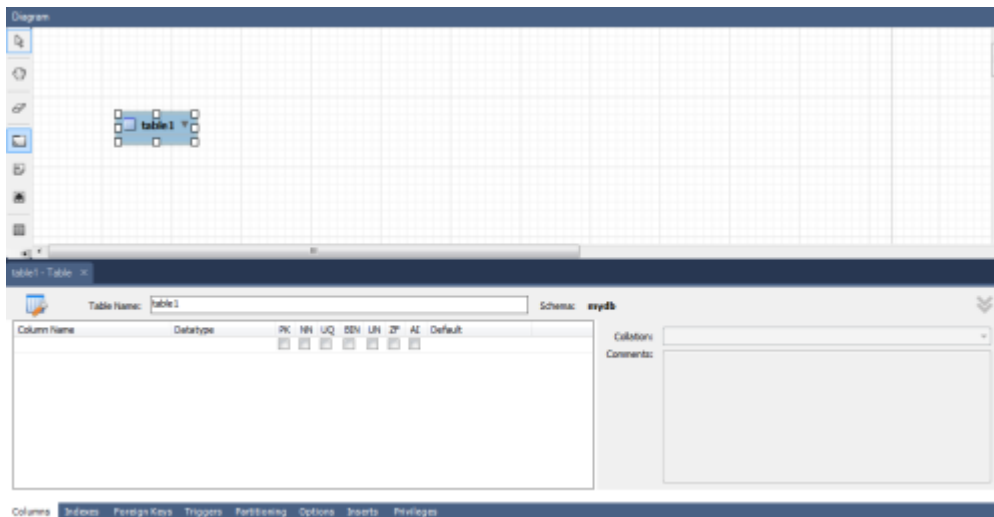 Diagram
table1
table1 - Table ×
Table Name: table1 Schema: mydb
Column Name Datatype PK NN UQ BIN UN ZF AI Default
Collation:
Comments:
Columns Indexes Foreign Keys Triggers Partitioning Options Inserts Privileges